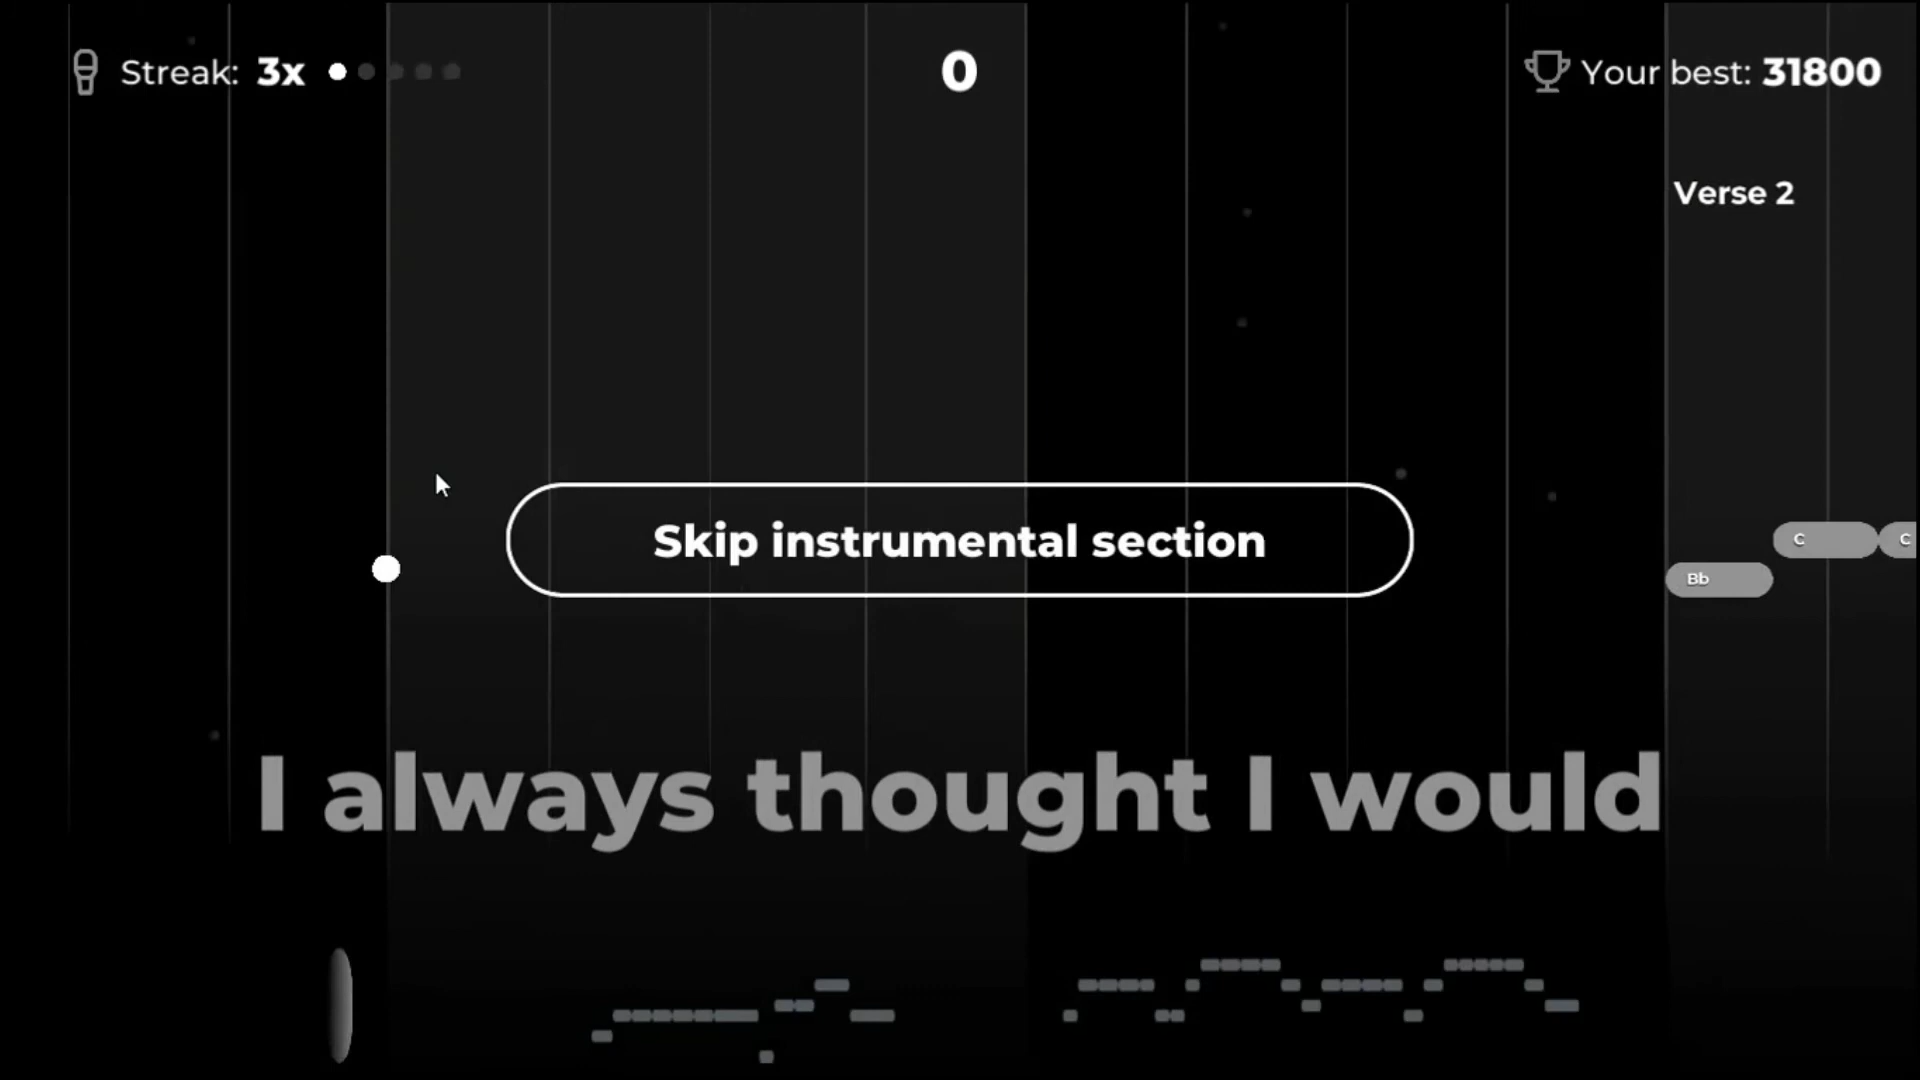 Streak: 3x
0
Your best: 31800
Verse 2
Skip instrumental section
C
C
Bb
I always thought I would